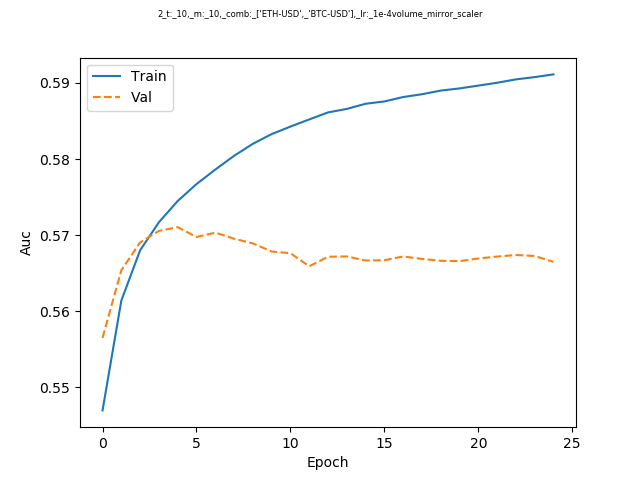 2_t:_10,_m:_10,_comb:_['ETH-USD',_'BTC-USD'],_lr:_1e-4volume_mirror_scaler
Train
Val
0.59
0.58
0.57
0.56
0.55
Auc
0 5 10 15 20 25
Epoch